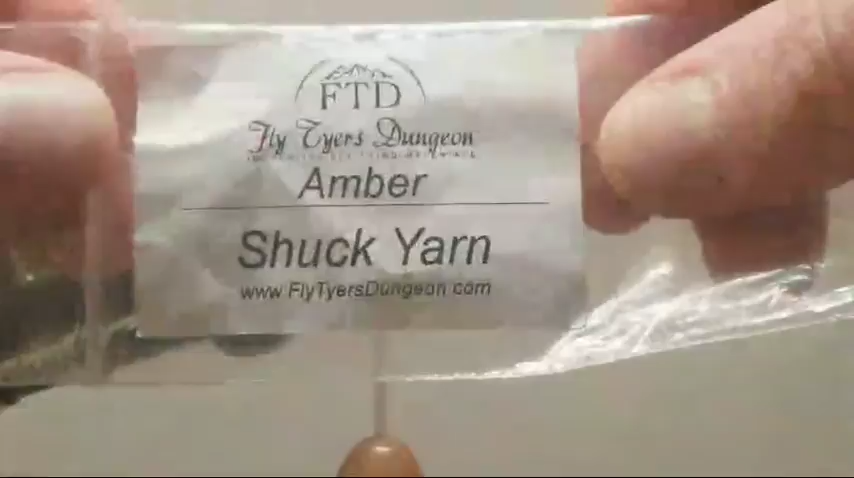 FTD
Fly Tyers Dungeon
Amber
Shuck Yarn
www.FlyTyersDungeon.com